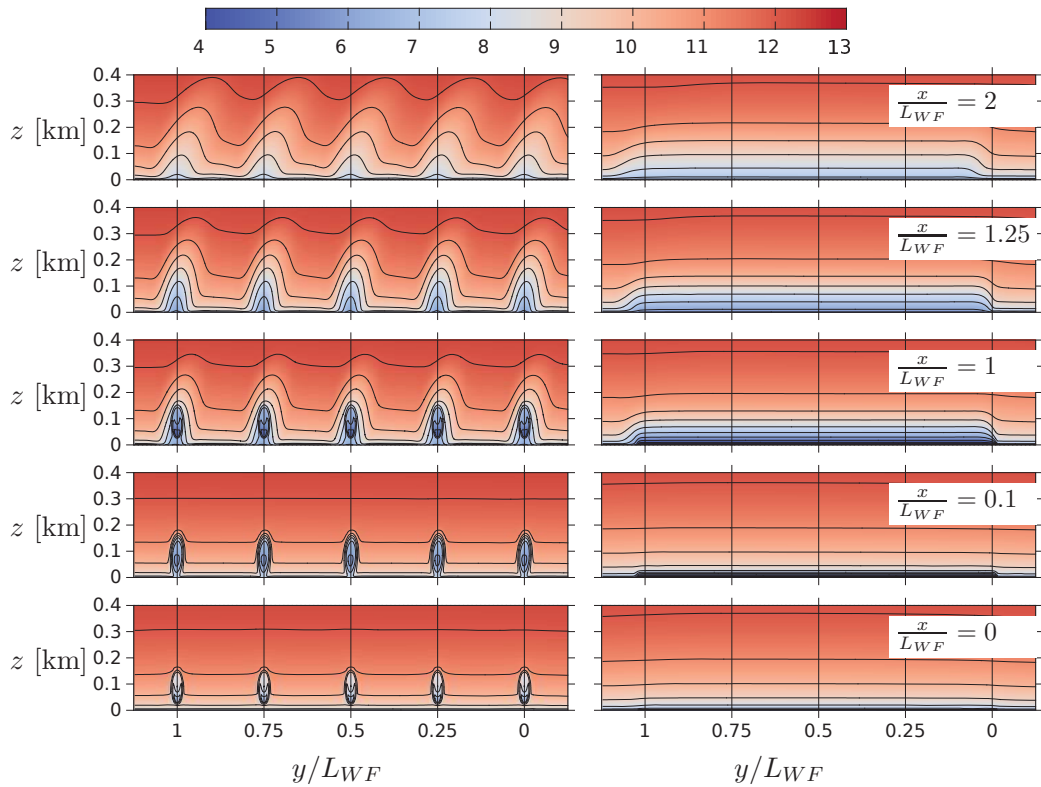 4 5 6 7 8 9 10 11 12 13
0.4
0.3
z [km] 0.2
0.1
0
x/L_WF = 2
0.4
0.3
z [km] 0.2
0.1
0
x/L_WF = 1.25
0.4
0.3
z [km] 0.2
0.1
0
x/L_WF = 1
0.4
0.3
z [km] 0.2
0.1
0
x/L_WF = 0.1
0.4
0.3
z [km] 0.2
0.1
0
x/L_WF = 0
1 0.75 0.5 0.25 0 1 0.75 0.5 0.25 0
y/L_WF y/L_WF